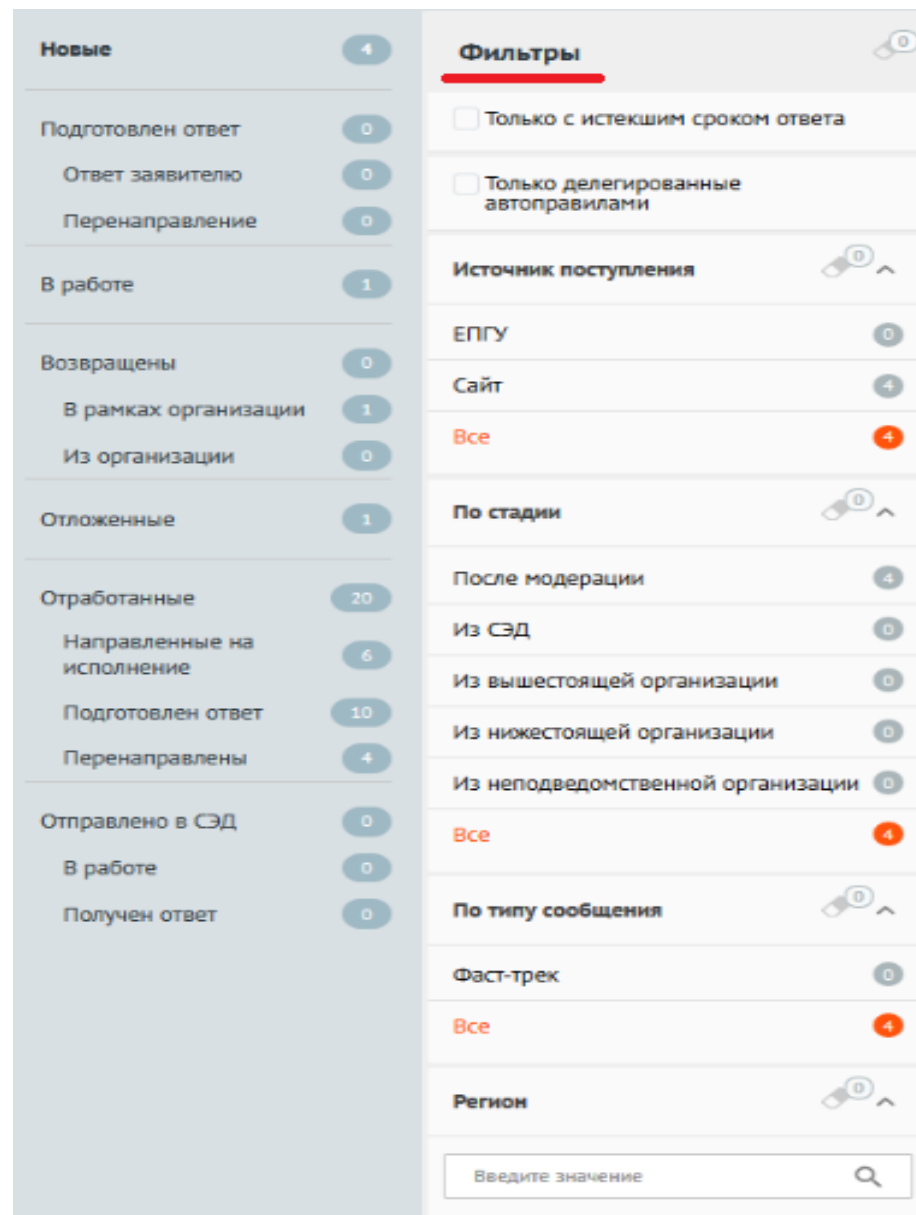 Новые 4
Подготовлен ответ 0
Ответ заявителю 0
Перенаправление 0
В работе 1
Возвращены 0
В рамках организации 1
Из организации 0
Отложенные 1
Отработанные 20
Направленные на
исполнение 6
Подготовлен ответ 10
Перенаправлены 4
Отправлено в СЭД 0
В работе 0
Получен ответ 0
Фильтры 0
Только с истекшим сроком ответа
Только делегированные
автоправилами
Источник поступления 0
ЕПГУ 0
Сайт 4
Все 4
По стадии 0
После модерации 4
Из СЭД 0
Из вышестоящей организации 0
Из нижестоящей организации 0
Из неподведомственной организации 0
Все 4
По типу сообщения 0
Фаст-трек 0
Все 4
Регион 0
Введите значение